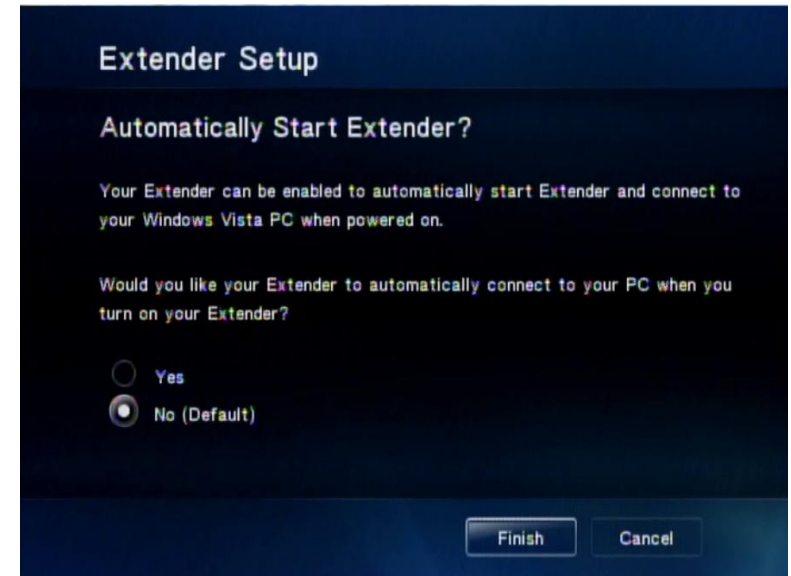 Extender Setup
Automatically Start Extender?
Your Extender can be enabled to automatically start Extender and connect to
your Windows Vista PC when powered on.
Would you like your Extender to automatically connect to your PC when you
turn on your Extender?
Yes
No (Default)
Finish Cancel